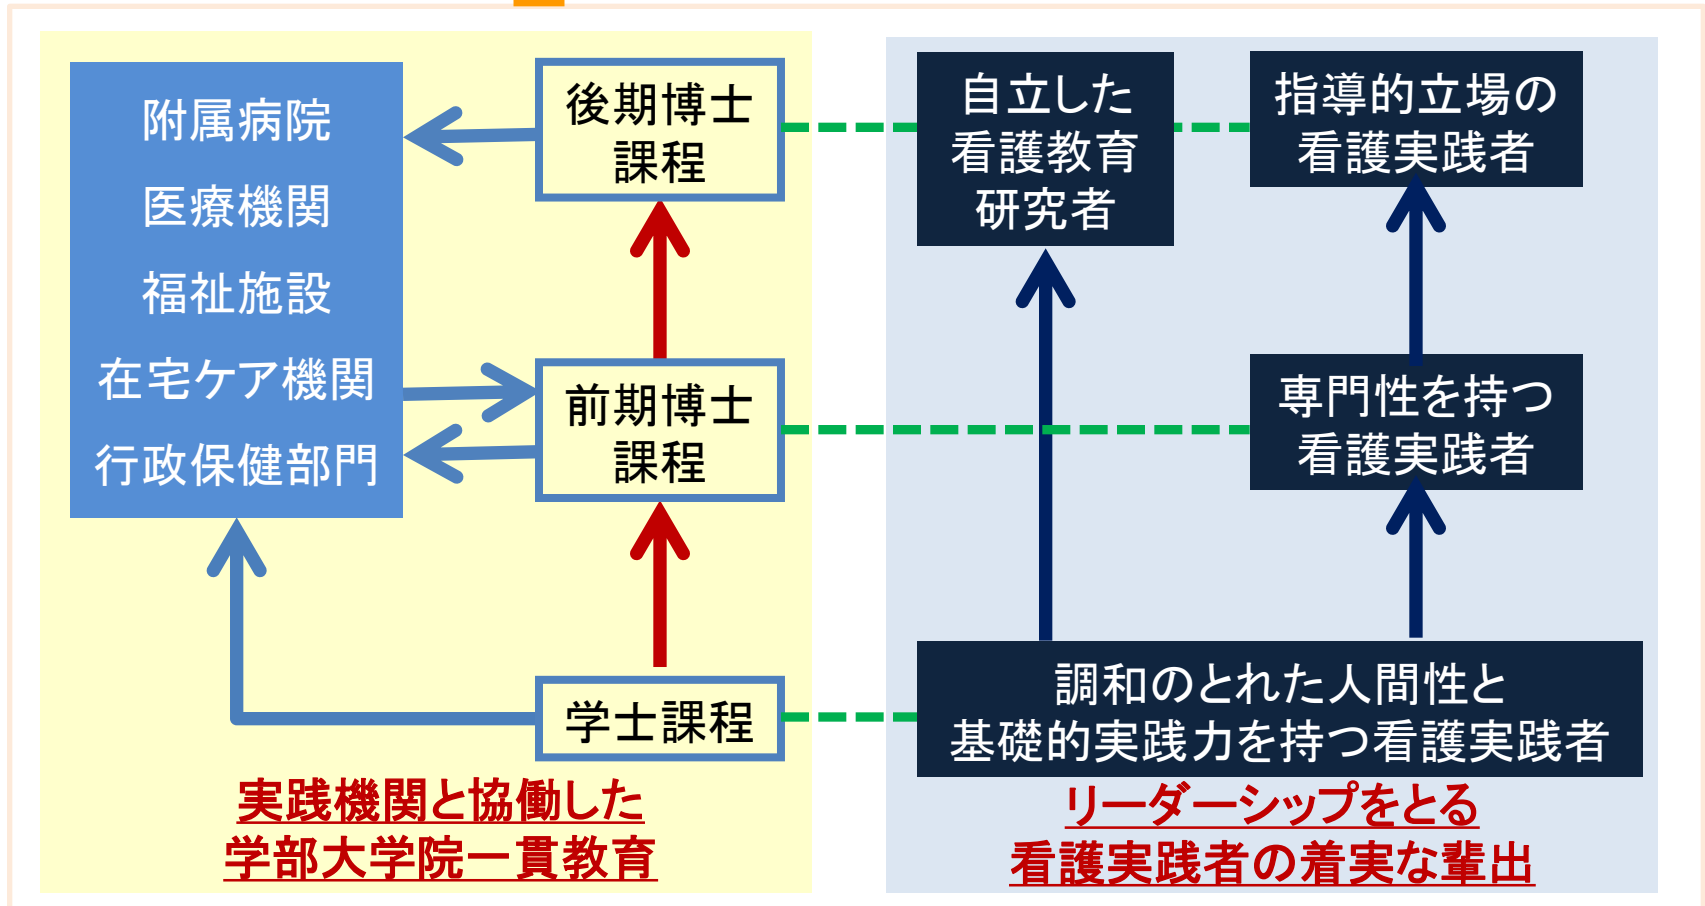 附属病院
医療機関
福祉施設
在宅ケア機関
行政保健部門
後期博士
課程
前期博士
課程
学士課程
実践機関と協働した
学部大学院一貫教育
自立した
看護教育
研究者
指導的立場の
看護実践者
専門性を持つ
看護実践者
調和のとれた人間性と
基礎的実践力を持つ看護実践者
リーダーシップをとる
看護実践者の着実な輩出